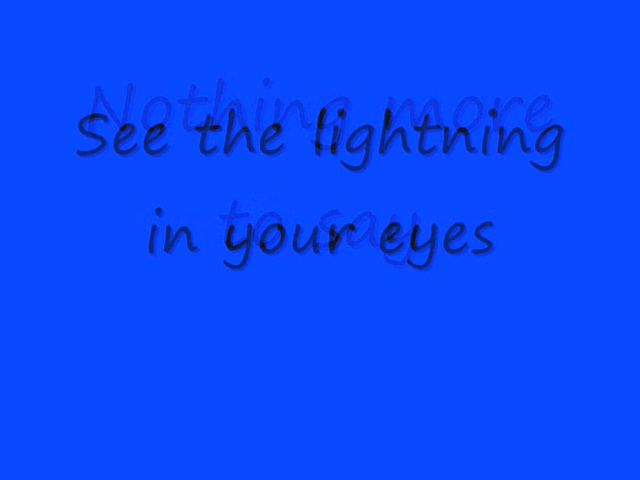 Nothing more
See the lightning
to say
in your eyes